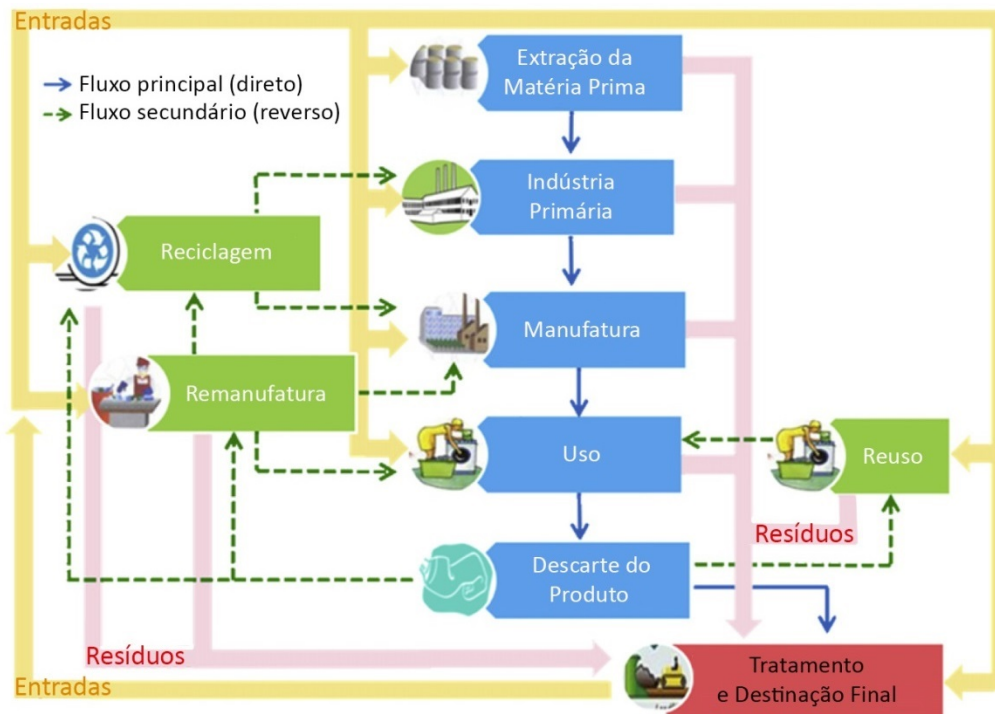 Entradas
Fluxo principal (direto)
Fluxo secundário (reverso)
Extração da
Matéria Prima
Indústria
Primária
Reciclagem
Manufatura
Remanufatura
Uso
Reuso
Resíduos
Descarte do
Produto
Resíduos
Tratamento
e Destinação Final
Entradas